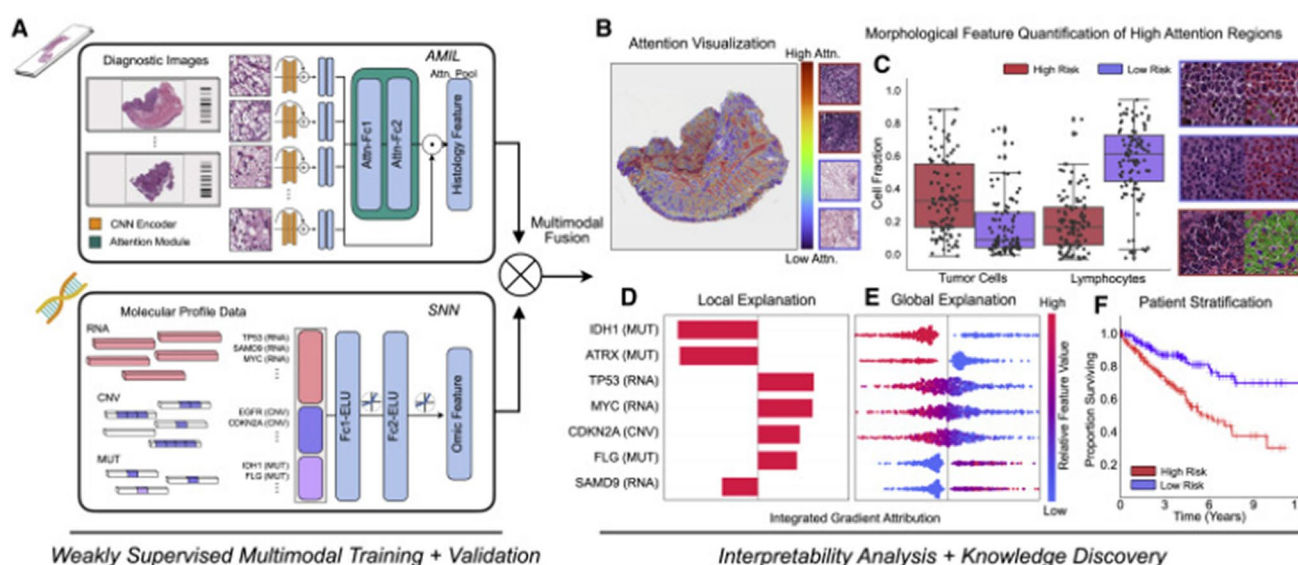 A
Diagnostic Images
AMIL
Attn. Pool
Attn-Fc1
Attn-Fc2
Histology Feature
CNN Encoder
Attention Module
Molecular Profile Data
SNN
RNA
TP53 (RNA)
SAMD9 (RNA)
MYC (RNA)
CNV
EGFR (CNV)
CDKN2A (CNV)
MUT
IDH1 (MUT)
FLG (MUT)
Fc1-ELU
Fc2-ELU
Omic Feature
Multimodal
Fusion
Weakly Supervised Multimodal Training + Validation
B
Attention Visualization
High Attn.
Low Attn.
Morphological Feature Quantification of High Attention Regions
C
High Risk
Low Risk
Cell Fraction
1.0
0.8
0.6
0.4
0.2
0.0
Tumor Cells
Lymphocytes
D
Local Explanation
IDH1 (MUT)
ATRX (MUT)
TP53 (RNA)
MYC (RNA)
CDKN2A (CNV)
FLG (MUT)
SAMD9 (RNA)
E
Global Explanation
High
Relative Feature Value
Low
Integrated Gradient Attribution
F
Patient Stratification
Proportion Surviving
1.0
0.8
0.6
0.4
0.2
High Risk
Low Risk
0 3 6 9
Time (Years)
Interpretability Analysis + Knowledge Discovery